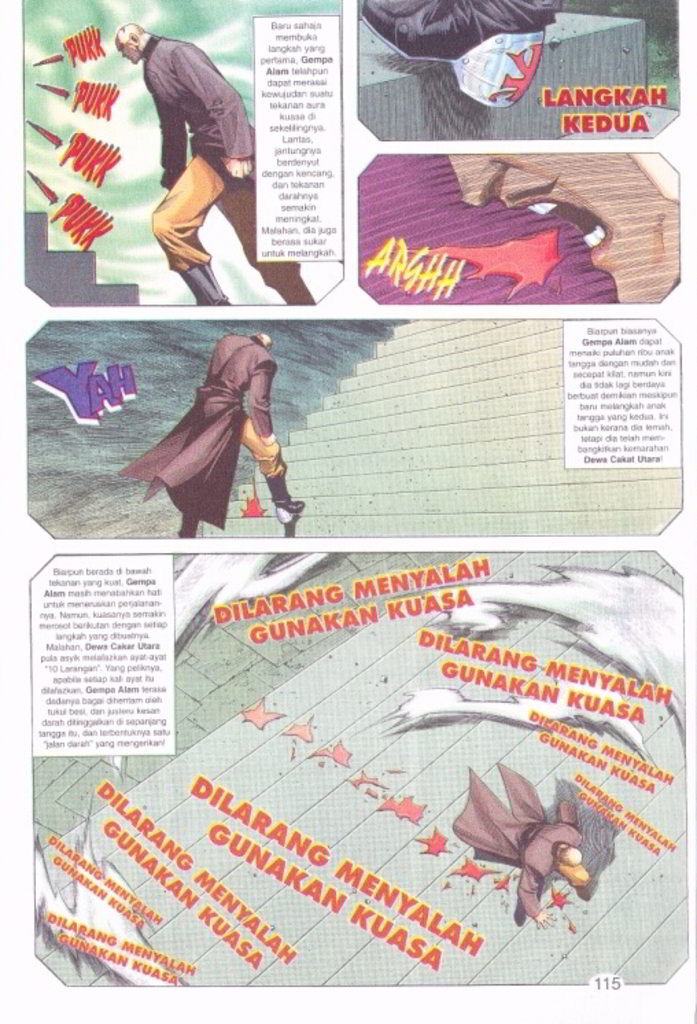 PUKK
PUKK
PUKK
PUKK
Baru sahaja
membuka
langkah yang
pertama, Gempa
Alam telahpun
dapat merasai
kewujudan suatu
tekanan aura
kuasa di
sekelilingnya.
Lantas,
jantungnya
berdenyut
dengan kencang,
dan tekanan
darahnya
semakin
meningkat.
Malahan, dia juga
berasa sukar
untuk melangkah.
LANGKAH
KEDUA
ARGHH
YAH
Biarpun biasanya
Gempa Alam dapat
menaiki puluhan ribu anak
tangga dengan mudah dan
secepat kilat, namun kini
dia tidak lagi berdaya
berbuat demikian meskipun
baru melangkah anak
tangga yang kedua. Ini
bukan kerana dia lemah,
tetapi dia telah mem-
bangkitkan kemarahan
Dewa Cakar Utara!
Biarpun berada di bawah
tekanan yang kuat, Gempa
Alam masih menabahkan hati
untuk meneruskan perjalanan-
nya. Namun, kuasanya semakin
merosot berikutan dengan setiap
langkah yang dibuatnya.
Malahan, Dewa Cakar Utara
pula asyik melafazkan ayat-ayat
"10 Larangan". Yang peliknya,
apabila setiap kali ayat itu
dilafazkan, Gempa Alam terasa
dadanya bagai dihentam oleh
tukul besi, dan justeru kesan
darah ditinggalkan di sepanjang
tangga itu, dan terbentuknya satu
"jalan darah" yang mengerikan!
DILARANG MENYALAH
GUNAKAN KUASA
DILARANG MENYALAH
GUNAKAN KUASA
DILARANG MENYALAH
GUNAKAN KUASA
DILARANG MENYALAH
GUNAKAN KUASA
DILARANG MENYALAH
GUNAKAN KUASA
DILARANG MENYALAH
GUNAKAN KUASA
DILARANG MENYALAH
GUNAKAN KUASA
DILARANG MENYALAH
GUNAKAN KUASA
115